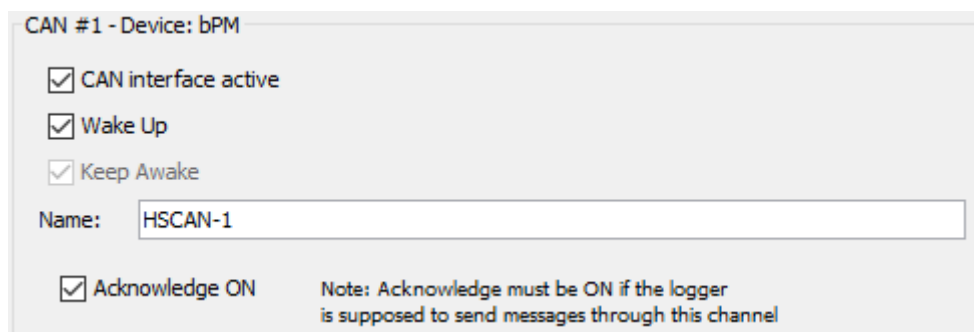 CAN #1 - Device: bPM
CAN interface active
Wake Up
Keep Awake
Name: HSCAN-1
Acknowledge ON Note: Acknowledge must be ON if the logger
is supposed to send messages through this channel